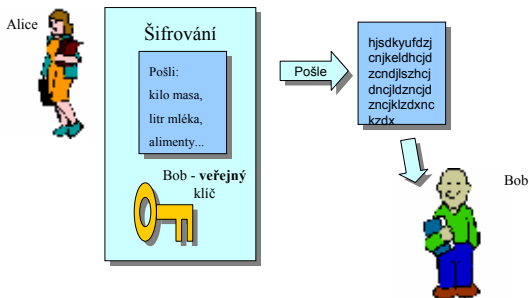 Alice
Šifrování
Pošli:
kilo masa,
litr mléka,
alimenty...
Bob - veřejný
klíč
Pošle
hjsdkyufdzj
cnjkeldhcjd
zcndjlszhcj
dncjldzncjd
zncjklzdxnc
kzdx
Bob